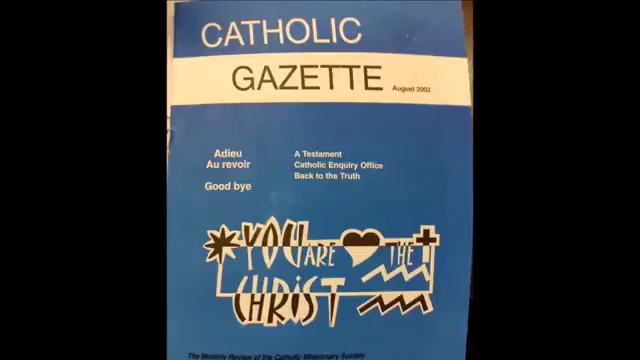 CATHOLIC
GAZETTE August 2002
Adieu
Au revoir
Good bye
A Testament
Catholic Enquiry Office
Back to the Truth
YOU ARE THE
CHRIST
The Monthly Review of the Catholic Missionary Society